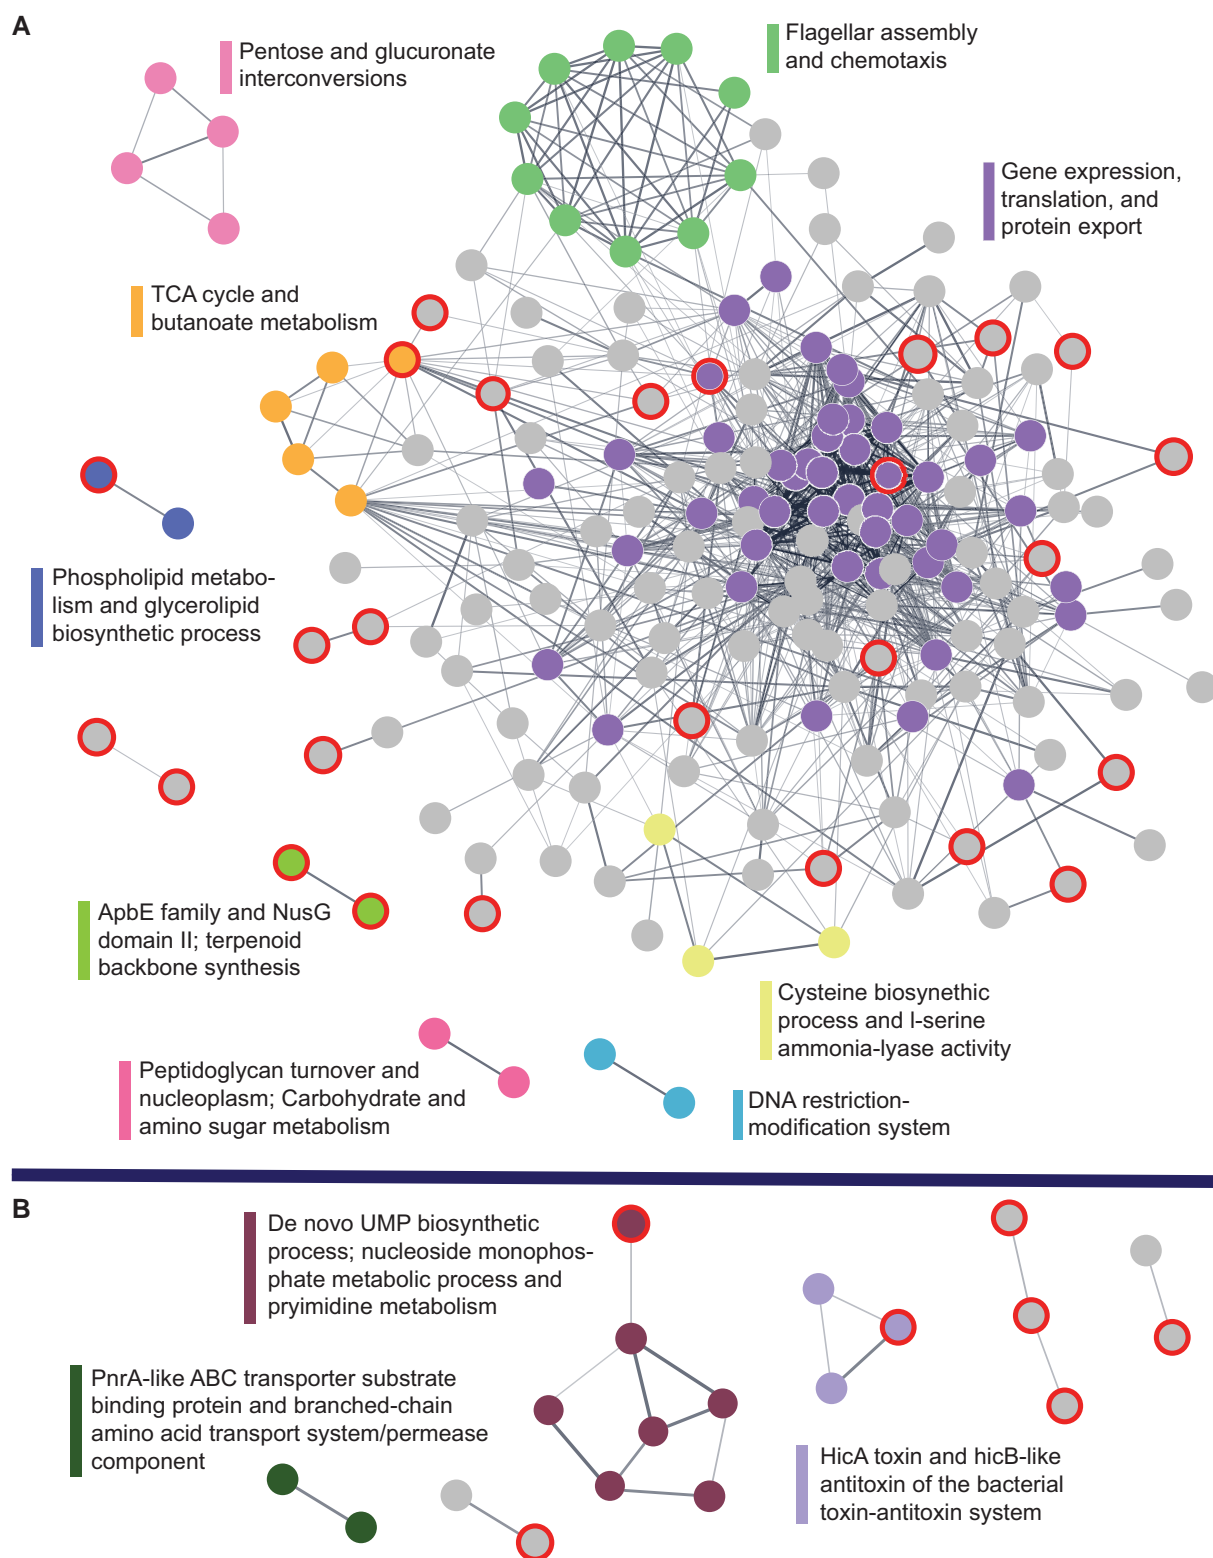 A
Pentose and glucuronate
interconversions
Flagellar assembly
and chemotaxis
Gene expression,
translation, and
protein export
TCA cycle and
butanoate metabolism
Phospholipid metabo-
lism and glycerolipid
biosynthetic process
ApbE family and NusG
domain II; terpenoid
backbone synthesis
Cysteine biosynethic
process and l-serine
ammonia-lyase activity
Peptidoglycan turnover and
nucleoplasm; Carbohydrate and
amino sugar metabolism
DNA restriction-
modification system
B
De novo UMP biosynthetic
process; nucleoside monophos-
phate metabolic process and
pryimidine metabolism
PnrA-like ABC transporter substrate
binding protein and branched-chain
amino acid transport system/permease
component
HicA toxin and hicB-like
antitoxin of the bacterial
toxin-antitoxin system